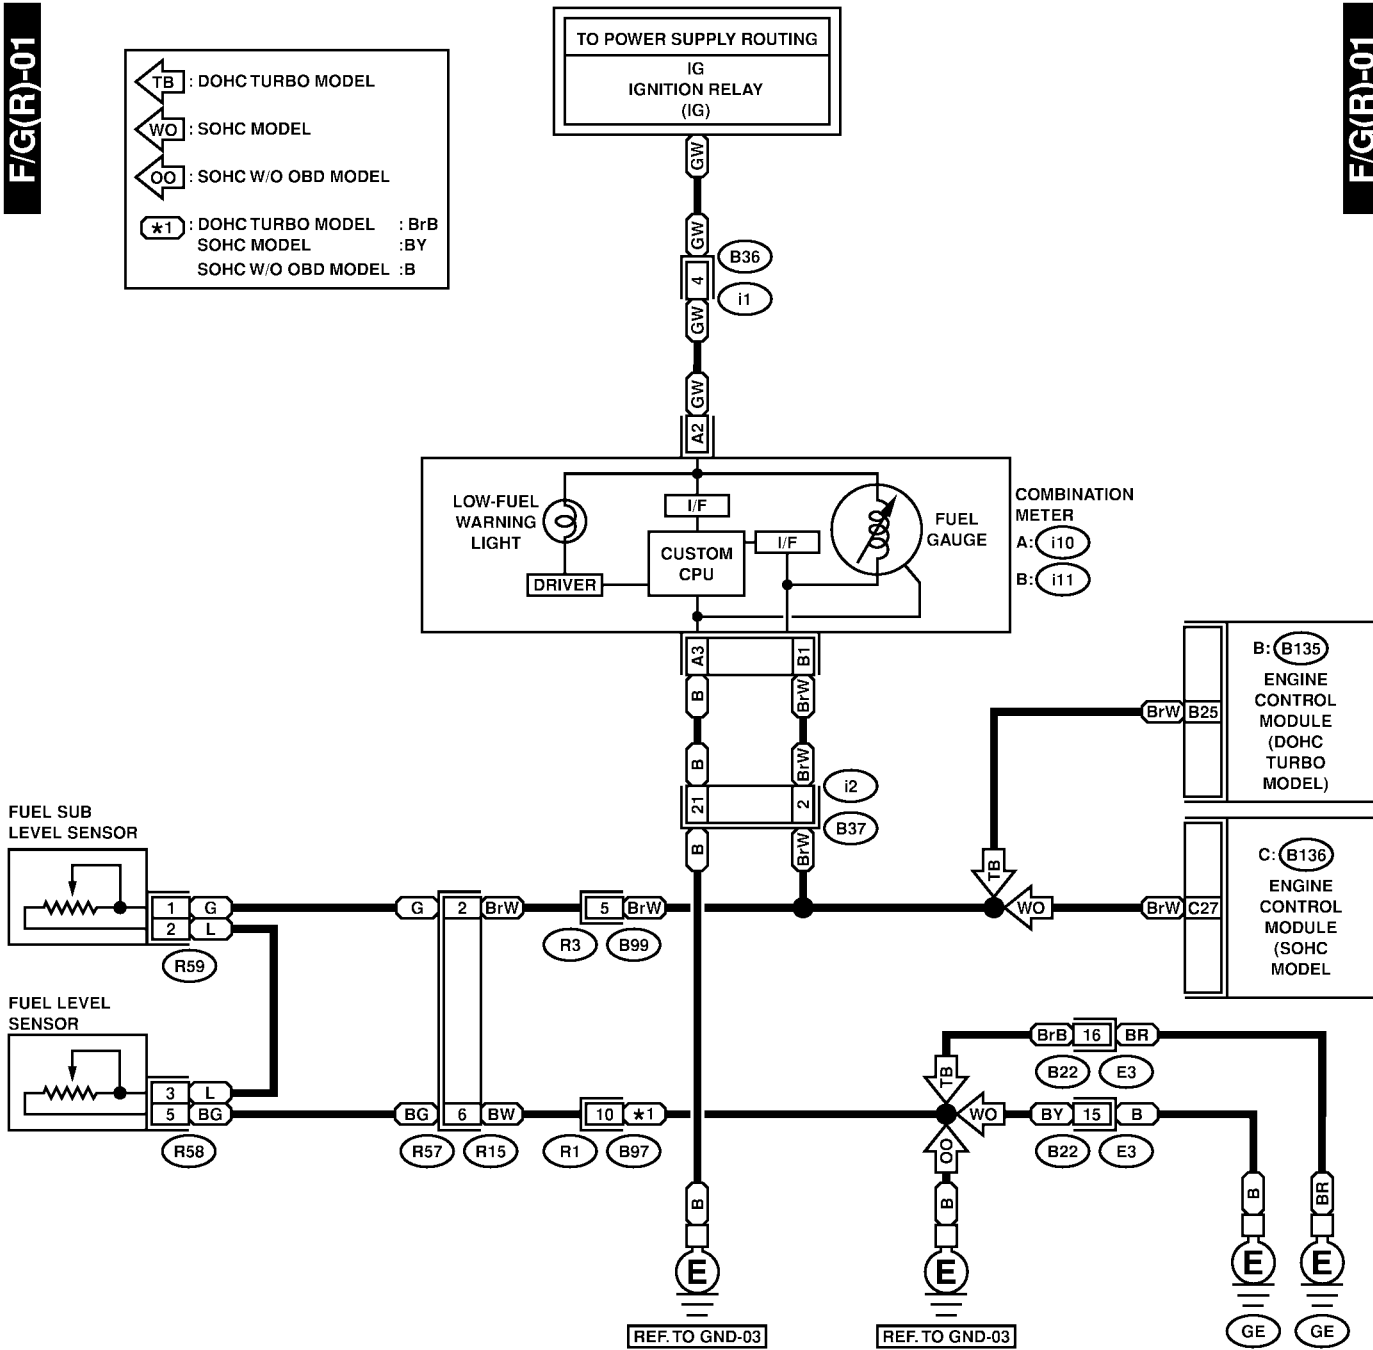 F/G(R)-01
F/G(R)-01
TO POWER SUPPLY ROUTING
IG
IGNITION RELAY
(IG)
TB : DOHC TURBO MODEL
WO : SOHC MODEL
OO : SOHC W/O OBD MODEL
*1 : DOHC TURBO MODEL : BrB
SOHC MODEL :BY
SOHC W/O OBD MODEL :B
GW
GW
B36
4
i1
GW
GW
A2
LOW-FUEL
WARNING
LIGHT
I/F
I/F
CUSTOM
CPU
DRIVER
FUEL
GAUGE
COMBINATION
METER
A: i10
B: i11
A3
B1
B
BrW
B
BrW
21
2
i2
B37
B
BrW
B: B135
ENGINE
CONTROL
MODULE
(DOHC
TURBO
MODEL)
BrW B25
TB
C: B136
ENGINE
CONTROL
MODULE
(SOHC
MODEL
WO
BrW C27
FUEL SUB
LEVEL SENSOR
1 G
2 L
R59
G 2 BrW
5 BrW
R3 B99
FUEL LEVEL
SENSOR
3 L
5 BG
R58
BG 6 BW
R57 R15
10 *1
R1 B97
TB
BrB 16 BR
B22 E3
WO
BY 15 B
B22 E3
OO
B
B
B
BR
E
E
E
E
REF. TO GND-03
REF. TO GND-03
GE
GE